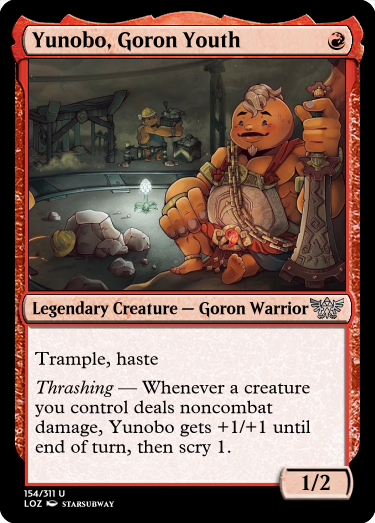 Yunobo, Goron Youth
Legendary Creature — Goron Warrior
Trample, haste
Thrashing — Whenever a creature
you control deals noncombat
damage, Yunobo gets +1/+1 until
end of turn, then scry 1.
1/2
154/311 U
LOZ STARSUBWAY